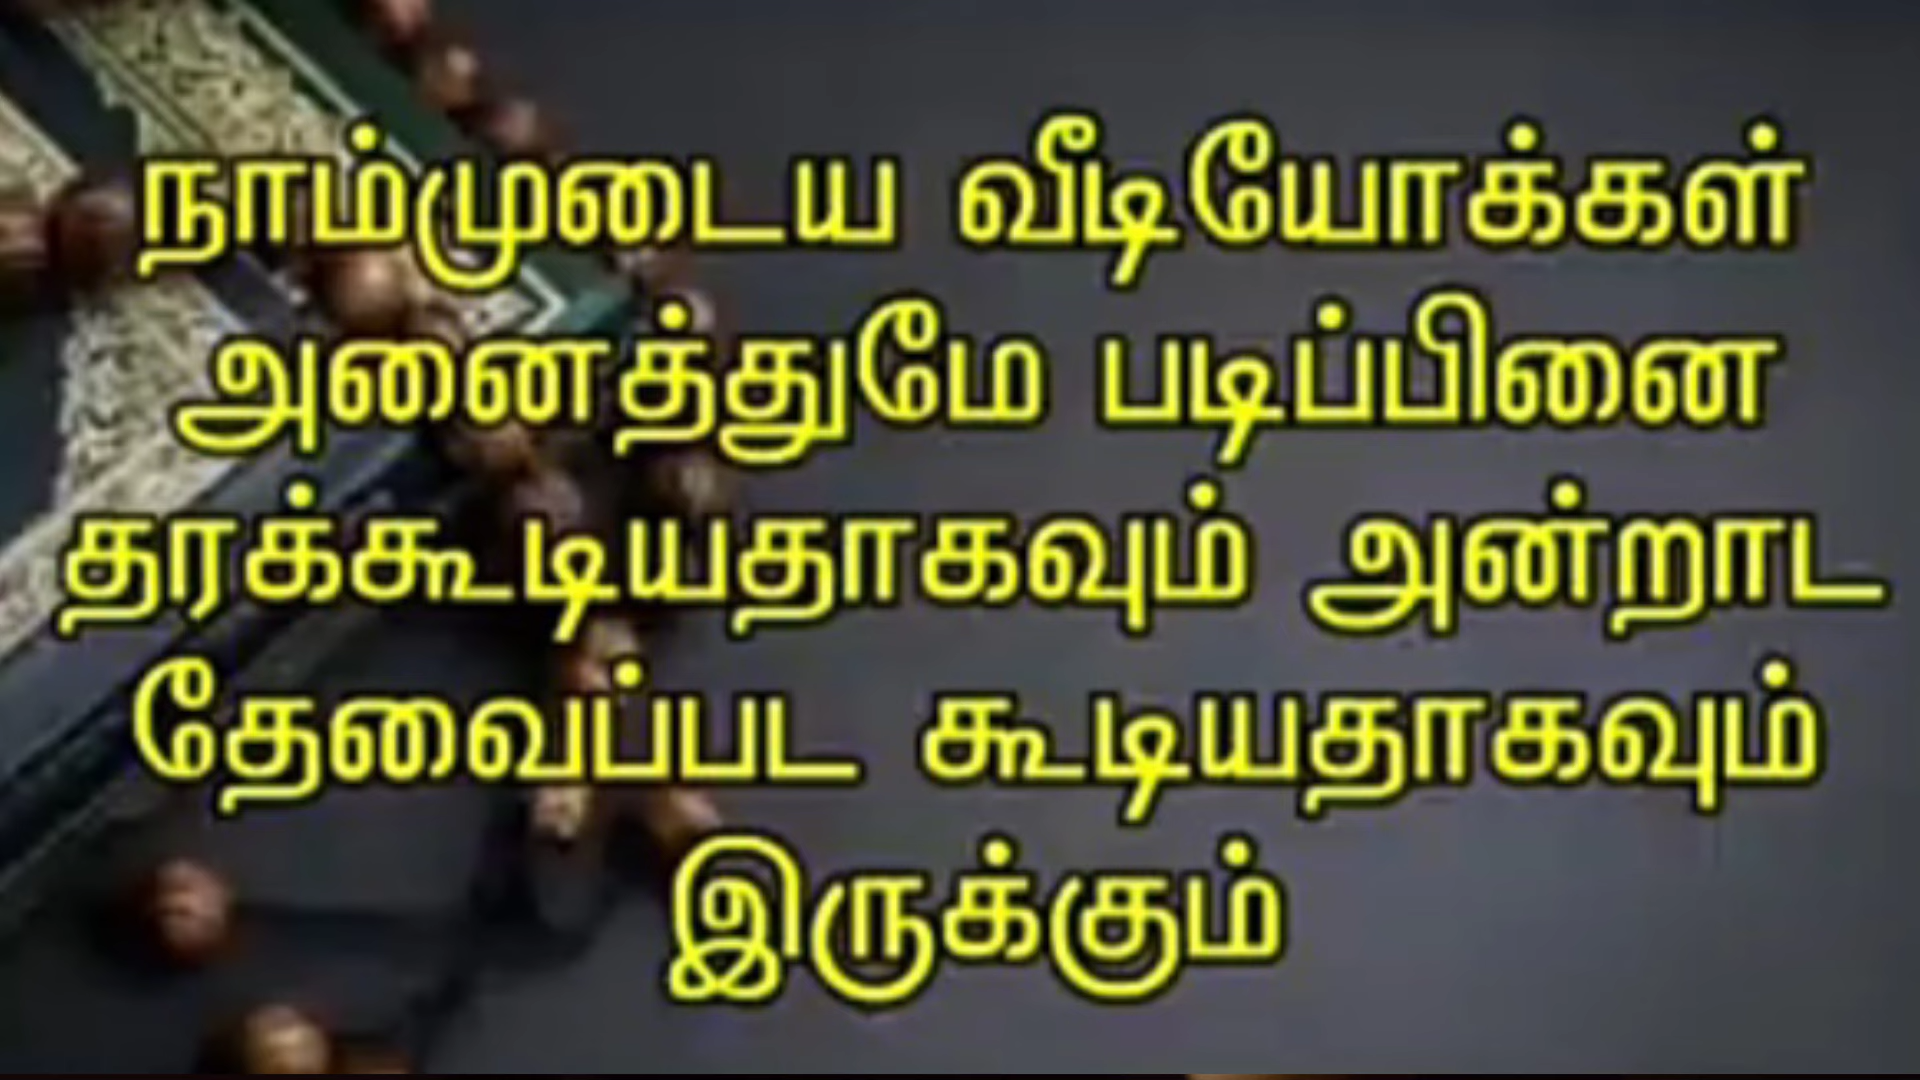 நாம்முடைய வீடியோக்கள்
அனைத்துமே படிப்பினை
தரக்கூடியதாகவும் அன்றாட
தேவைப்பட கூடியதாகவும்
இருக்கும்